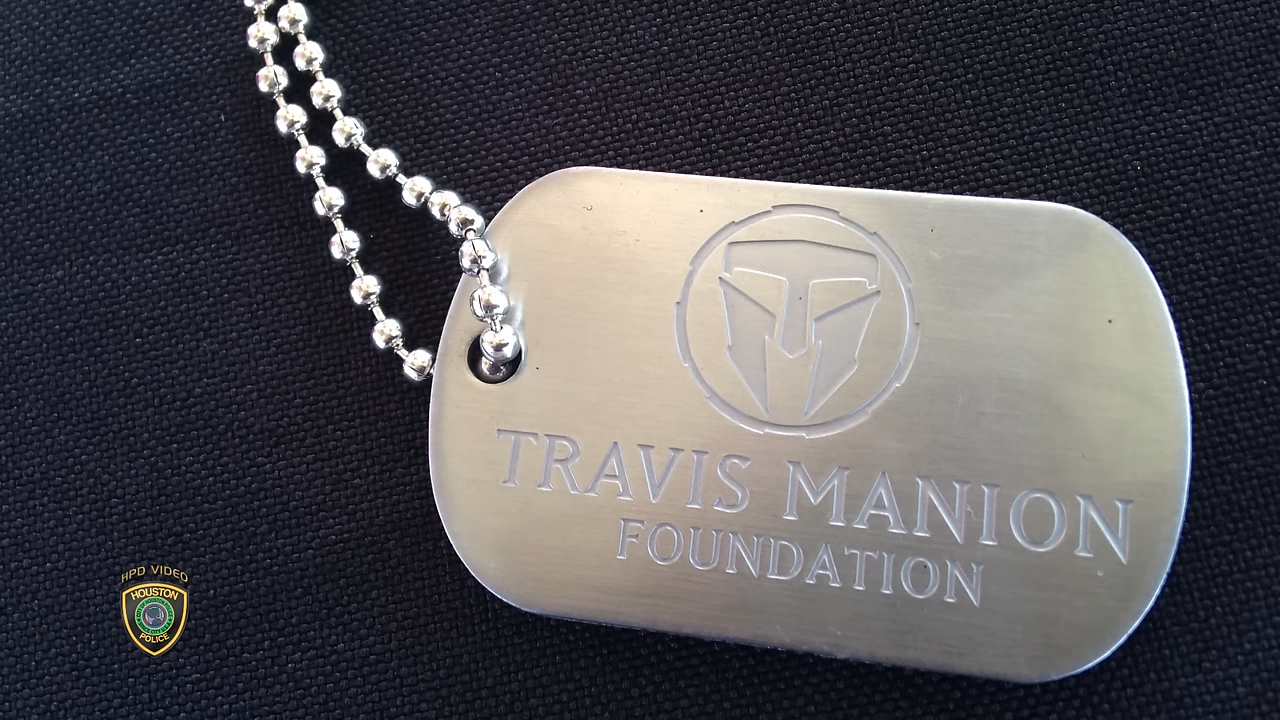 TRAVIS MANION
FOUNDATION
HPD VIDEO
HOUSTON
POLICE